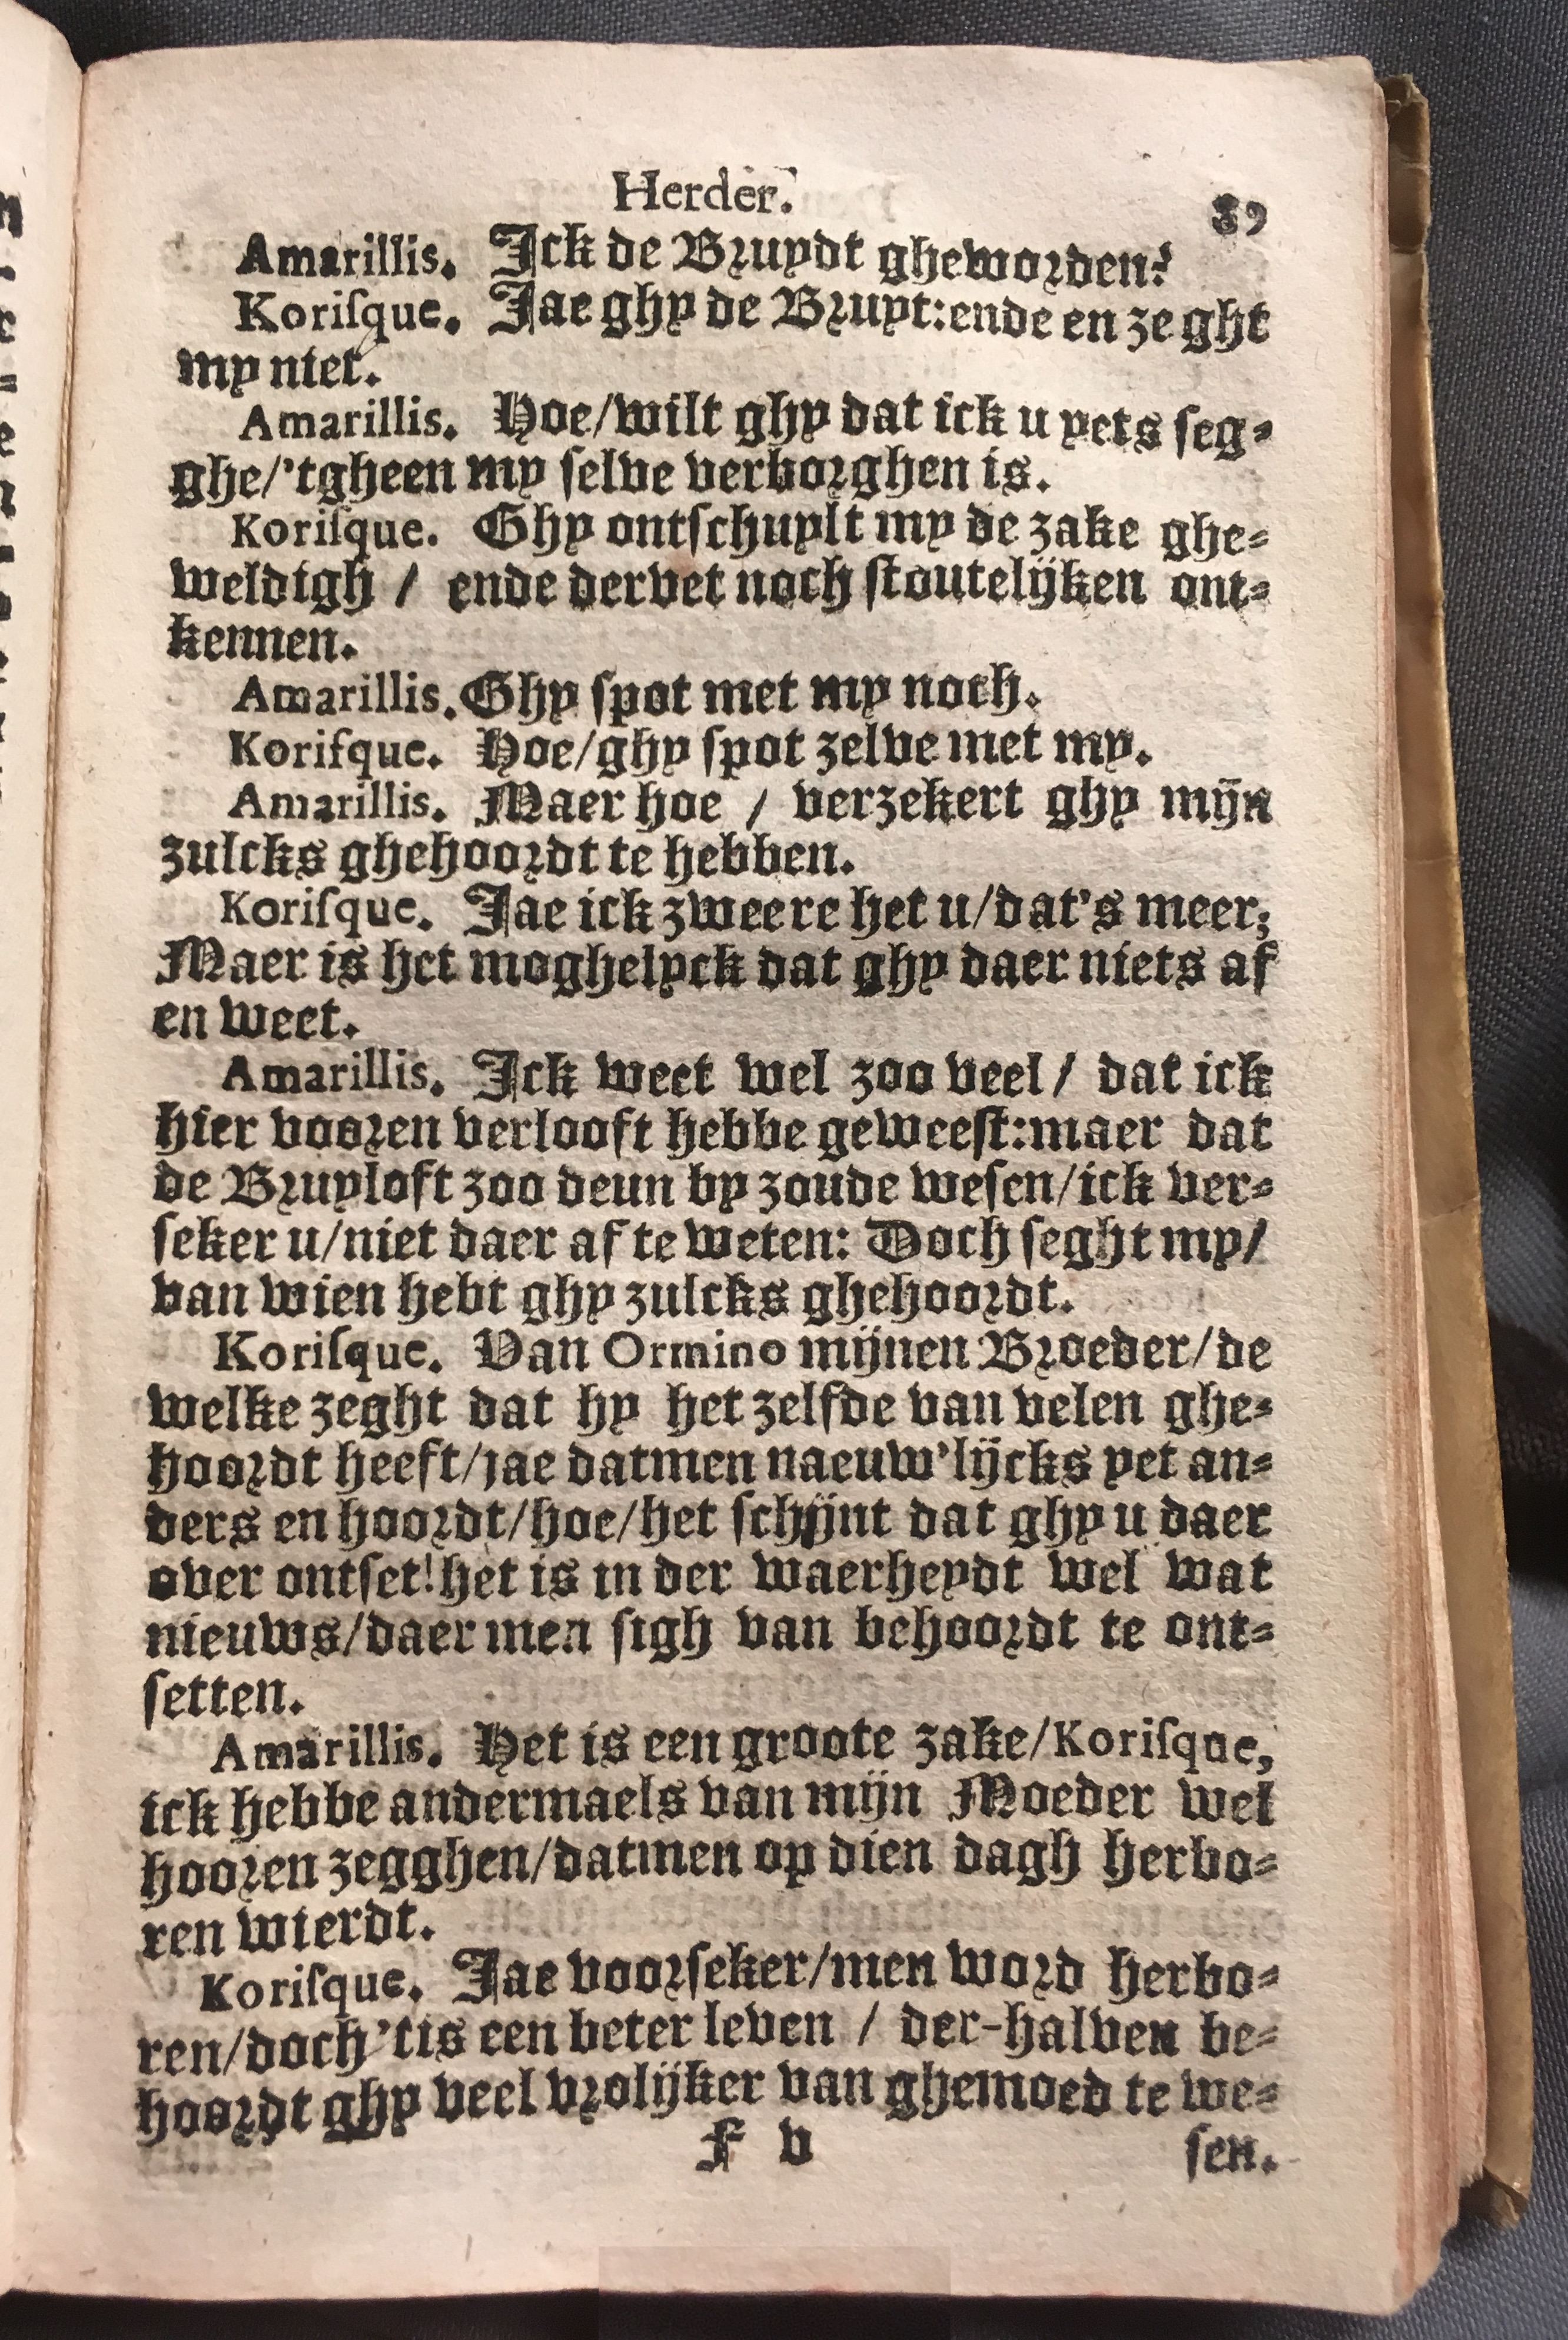 Herder.
89
Amarillis. Ick de Bruydt gheworden?
Koriſque. Jae ghy de Bruyt: ende en zeght
my niet.
Amarillis. Hoe/wilt ghy dat ick u yets ſeg⸗
ghe/'tgheen my ſelve verborghen is.
Koriſque. Ghy ontſchuylt my de zake ghe⸗
weldigh / ende dervet noch ſtoutelijken ont⸗
kennen.
Amarillis. Ghy ſpot met my noch.
Koriſque. Hoe/ghy ſpot zelve met my.
Amarillis. Maer hoe / verzekert ghy mijn
zulcks ghehoordt te hebben.
Koriſque. Jae ick zweere het u/dat's meer;
Maer is het moghelyck dat ghy daer niets af
en weet.
Amarillis. Ick weet wel zoo veel / dat ick
hier vooren verlooft hebbe geweeſt: maer dat
de Bruyloft zoo deun by zoude weſen/ick ver⸗
ſeker u/niet daer af te weten: Doch ſeght my/
van wien hebt ghy zulcks ghehoordt.
Koriſque. Van Ormino mijnen Broeder/de
welke zeght dat hy het zelfde van velen ghe⸗
hoordt heeft/jae datmen naeuw'lijcks yet an⸗
ders en hoordt/hoe/het ſchijnt dat ghy u daer
over ontſet! het is in der waerheydt wel wat
nieuws/daer men ſigh van behoordt te ont⸗
ſetten.
Amarillis. Het is een groote zake/Koriſque,
ick hebbe andermaels van mijn Moeder wel
hooren zegghen/datmen op dien dagh herbo⸗
ren wierdt.
Koriſque. Jae voorſeker/men word herbo⸗
ren/doch 'tis een beter leven / der-halven be⸗
hoordt ghy veel vrolijker van ghemoed te we⸗
F v
ſen.